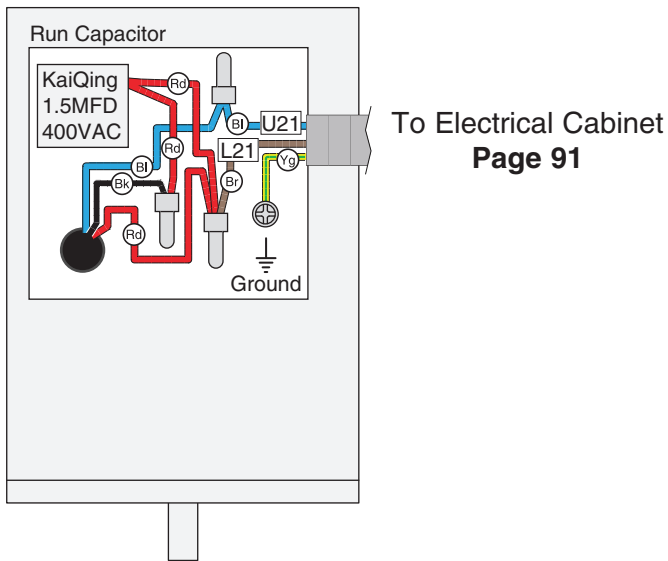 Run Capacitor
KaiQing
1.5MFD
400VAC
Rd
Bl
U21
To Electrical Cabinet
Page 91
Rd
L21
Yg
Bl
Br
Bk
Rd
Ground